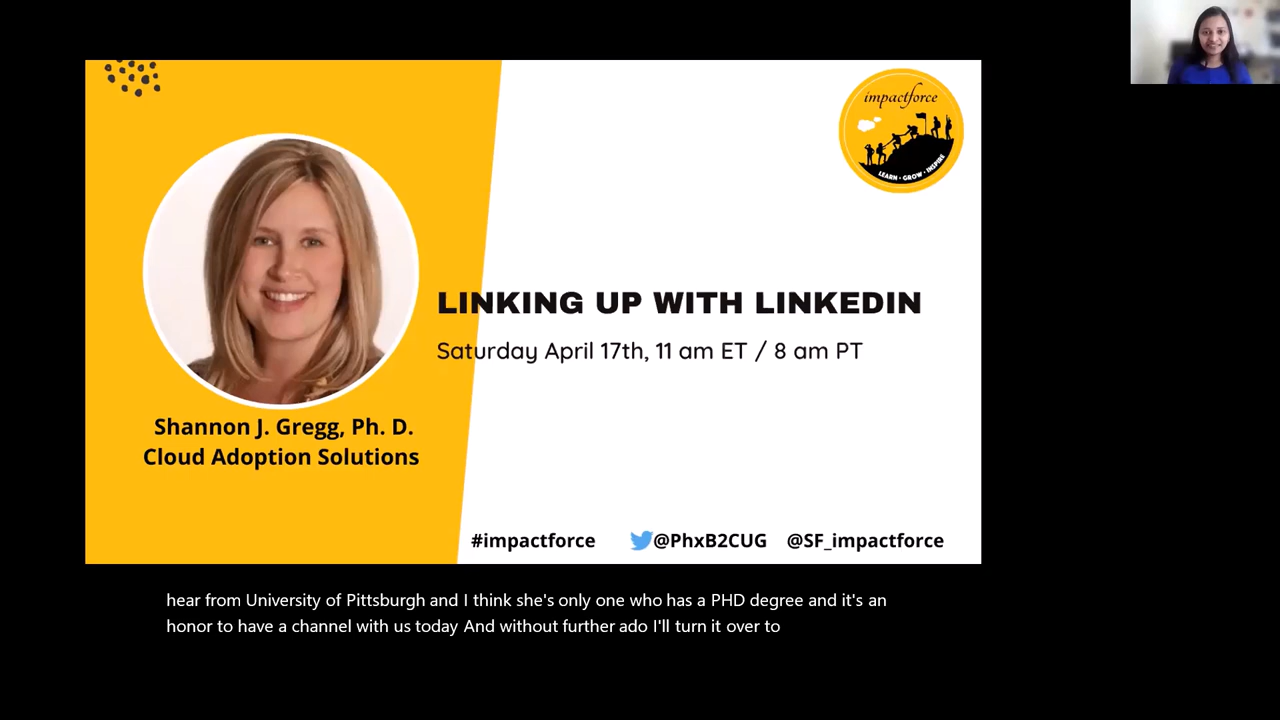 impactforce
LEARN • GROW • INSPIRE
LINKING UP WITH LINKEDIN
Saturday April 17th, 11 am ET / 8 am PT
Shannon J. Gregg, Ph. D.
Cloud Adoption Solutions
#impactforce @PhxB2CUG @SF_impactforce
hear from University of Pittsburgh and I think she's only one who has a PHD degree and it's an
honor to have a channel with us today And without further ado I'll turn it over to